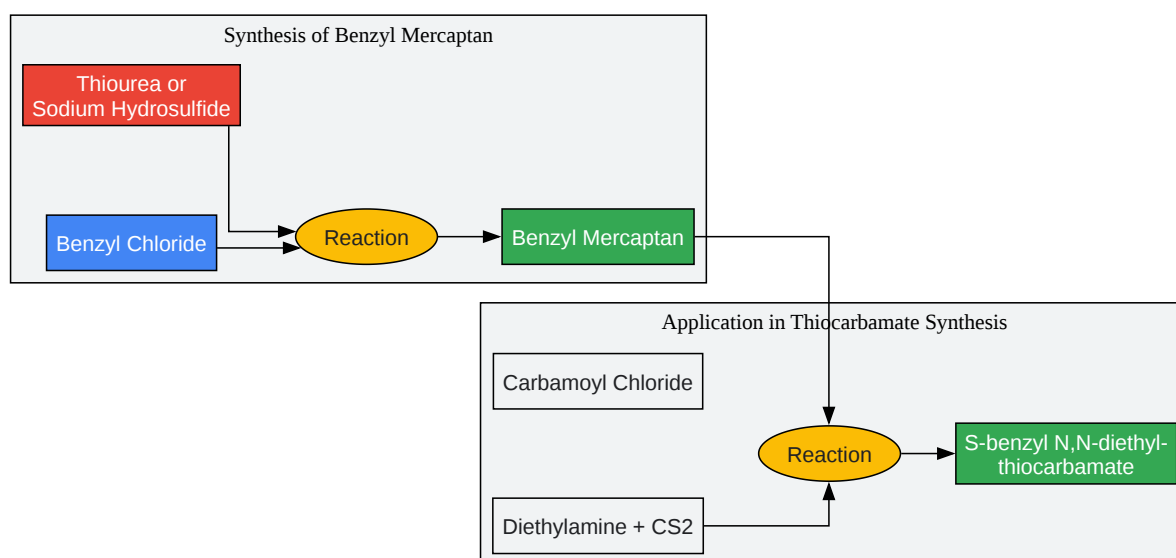 Synthesis of Benzyl Mercaptan
Thiourea or
Sodium Hydrosulfide
Benzyl Chloride
Reaction
Benzyl Mercaptan
Application in Thiocarbamate Synthesis
Carbamoyl Chloride
Reaction
S-benzyl N,N-diethyl-
thiocarbamate
Diethylamine + CS2